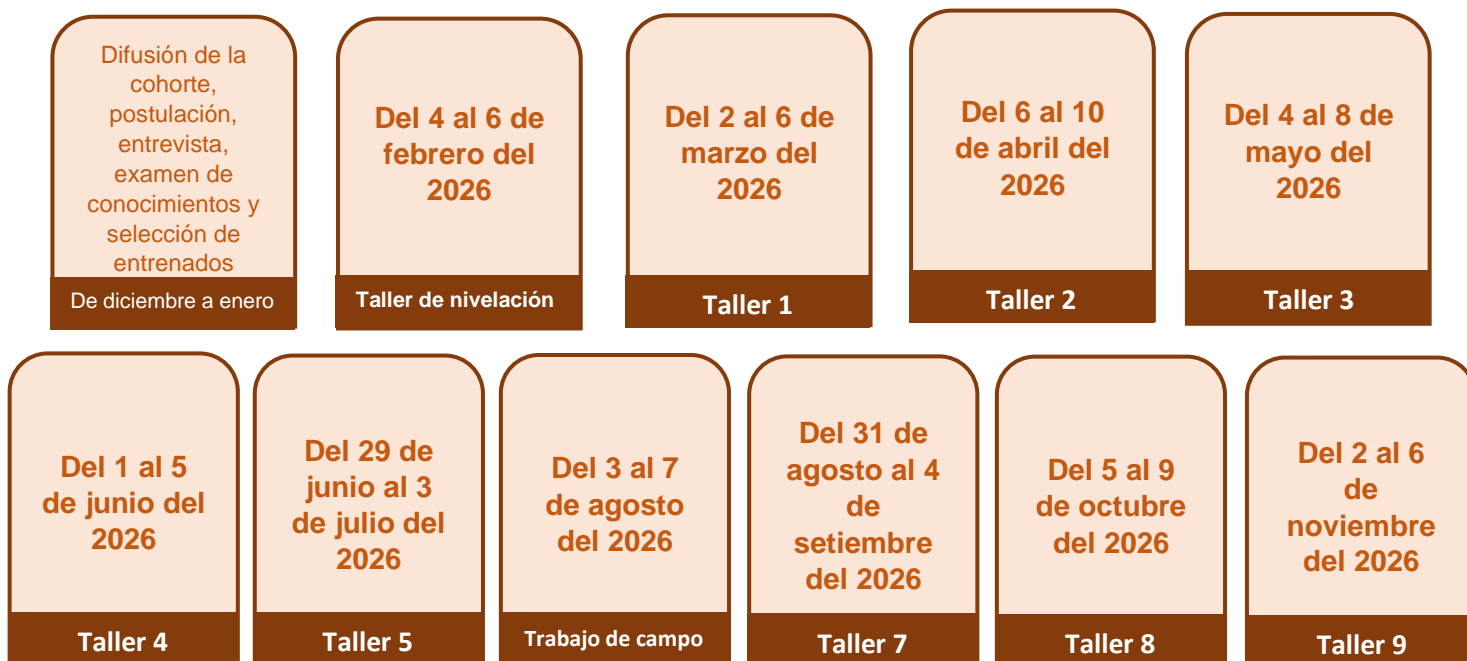 Difusión de la
cohorte,
postulación,
entrevista,
examen de
conocimientos y
selección de
entrenados
De diciembre a enero
Del 4 al 6 de
febrero del
2026
Taller de nivelación
Del 2 al 6 de
marzo del
2026
Taller 1
Del 6 al 10
de abril del
2026
Taller 2
Del 4 al 8 de
mayo del
2026
Taller 3
Del 1 al 5
de junio del
2026
Taller 4
Del 29 de
junio al 3
de julio del
2026
Taller 5
Del 3 al 7
de agosto
del 2026
Trabajo de campo
Del 31 de
agosto al 4
de
setiembre
del 2026
Taller 7
Del 5 al 9
de octubre
del 2026
Taller 8
Del 2 al 6
de
noviembre
del 2026
Taller 9